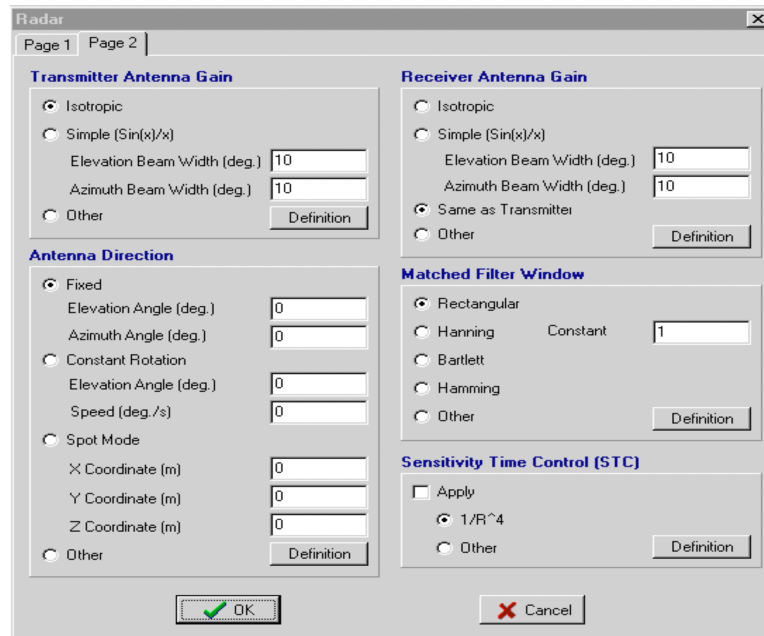 Radar
Page 1 Page 2
Transmitter Antenna Gain
Isotropic
Simple (Sin(x)/x)
Elevation Beam Width (deg.) 10
Azimuth Beam Width (deg.) 10
Other Definition
Antenna Direction
Fixed
Elevation Angle (deg.) 0
Azimuth Angle (deg.) 0
Constant Rotation
Elevation Angle (deg.) 0
Speed (deg./s) 0
Spot Mode
X Coordinate (m) 0
Y Coordinate (m) 0
Z Coordinate (m) 0
Other Definition
Receiver Antenna Gain
Isotropic
Simple (Sin(x)/x)
Elevation Beam Width (deg.) 10
Azimuth Beam Width (deg.) 10
Same as Transmitter
Other Definition
Matched Filter Window
Rectangular
Hanning Constant 1
Bartlett
Hamming
Other Definition
Sensitivity Time Control (STC)
Apply
1/R^4
Other Definition
OK Cancel